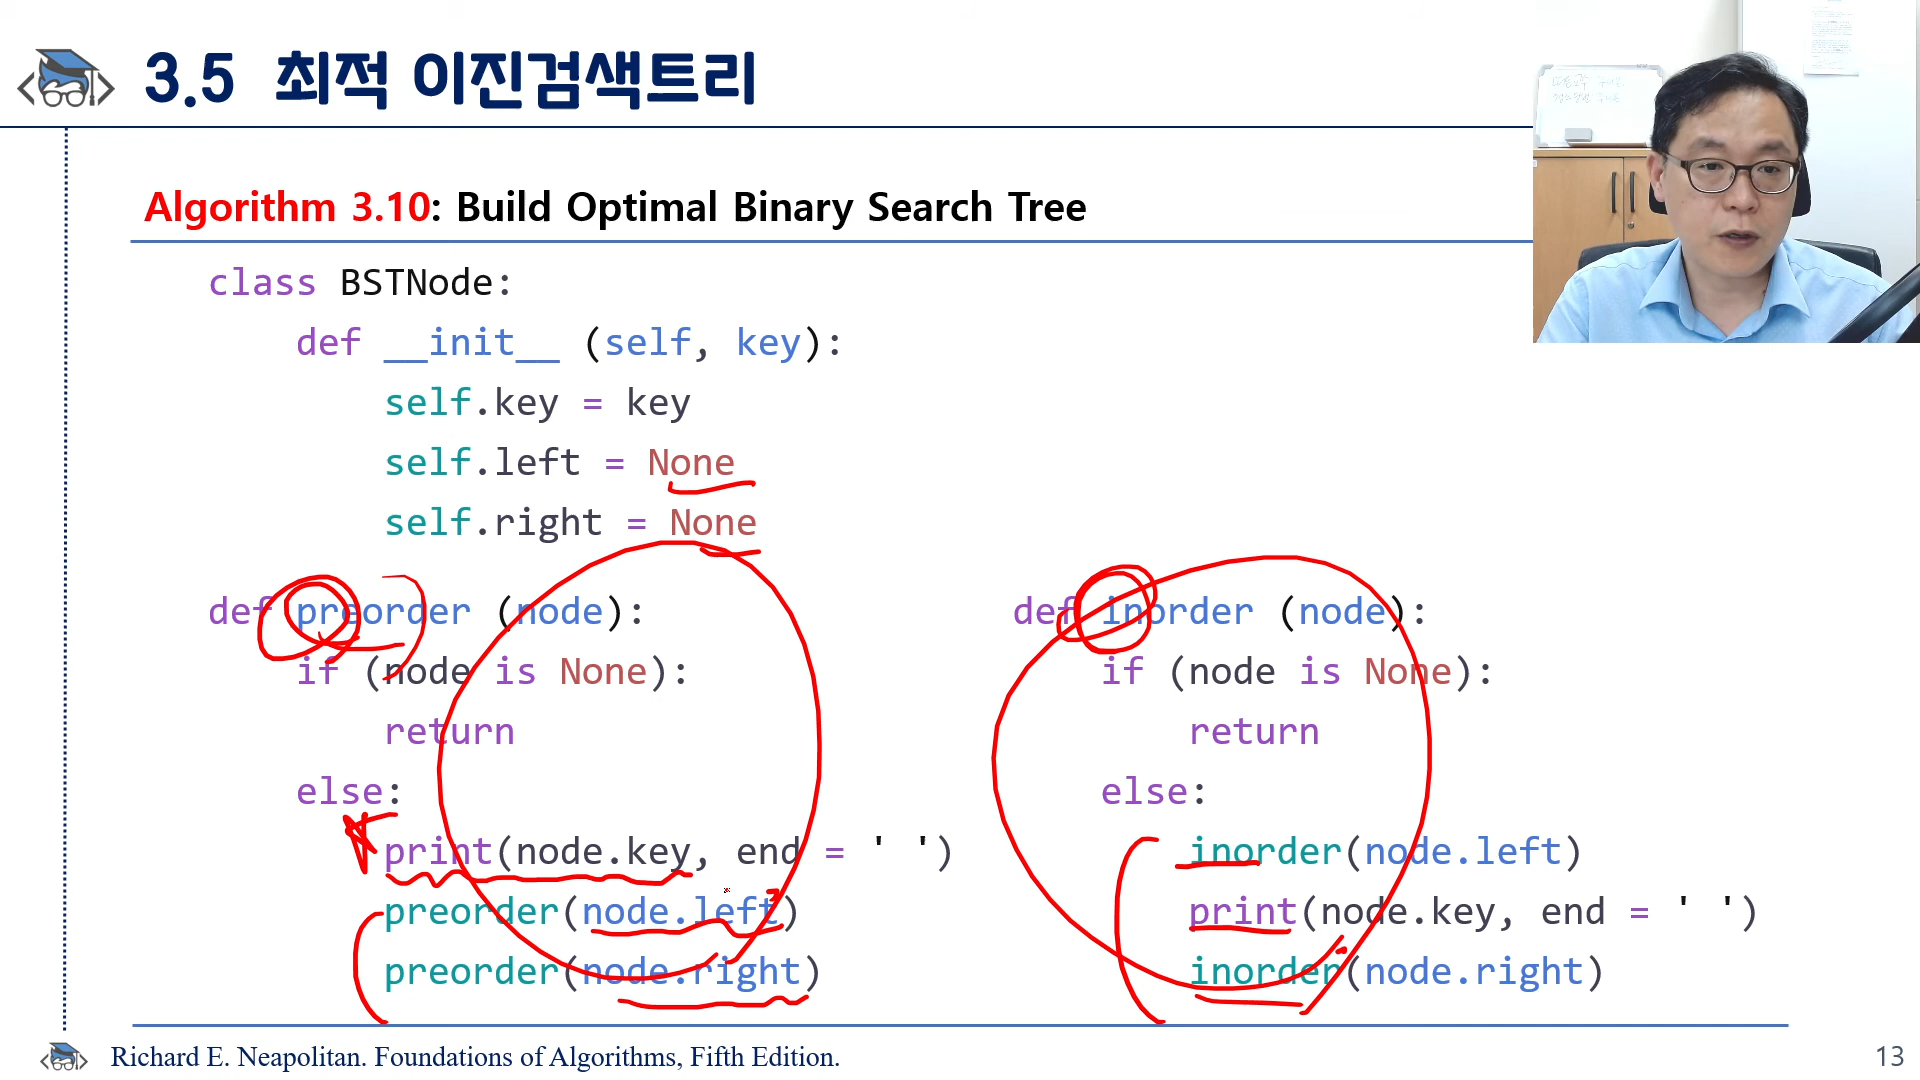 3.5 최적 이진검색트리
Algorithm 3.10: Build Optimal Binary Search Tree
class BSTNode:
def __init__ (self, key):
self.key = key
self.left = None
self.right = None
def preorder (node):
if (node is None):
return
else:
print(node.key, end = ' ')
preorder(node.left)
preorder(node.right)
def inorder (node):
if (node is None):
return
else:
inorder(node.left)
print(node.key, end = ' ')
inorder(node.right)
Richard E. Neapolitan. Foundations of Algorithms, Fifth Edition.
13